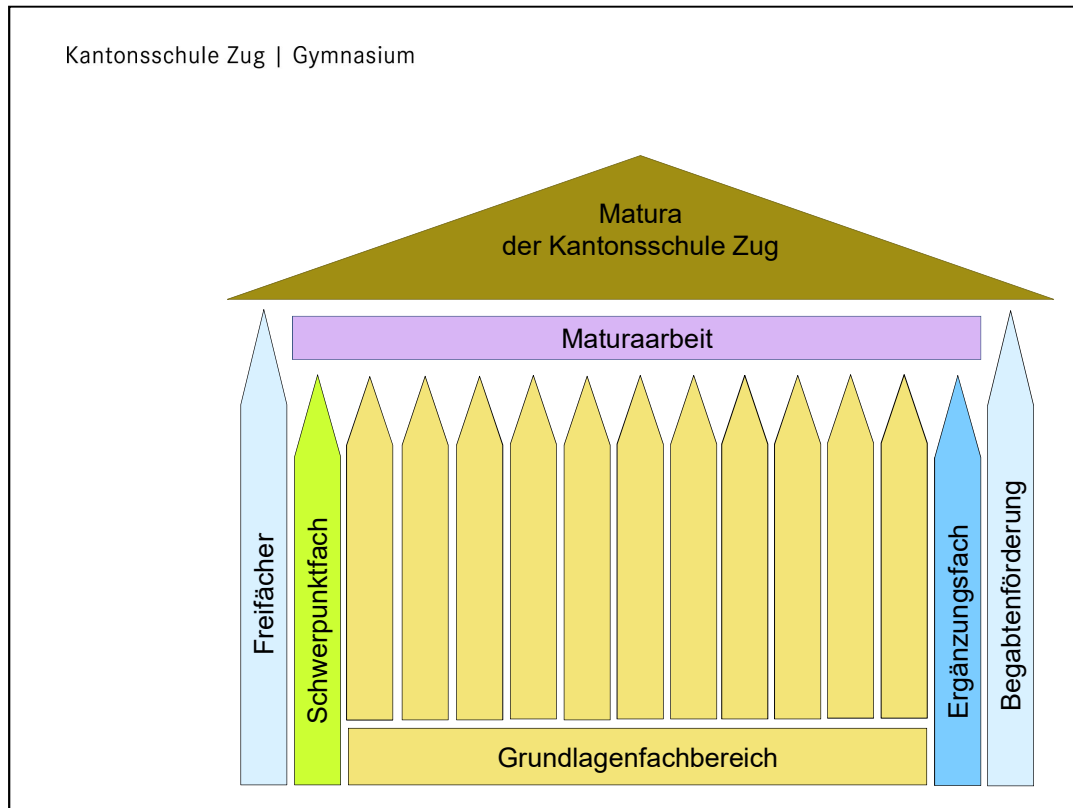 Kantonsschule Zug | Gymnasium
Matura
der Kantonsschule Zug
Maturaarbeit
Freifächer
Schwerpunktfach
Grundlagenfachbereich
Ergänzungsfach
Begabtenförderung